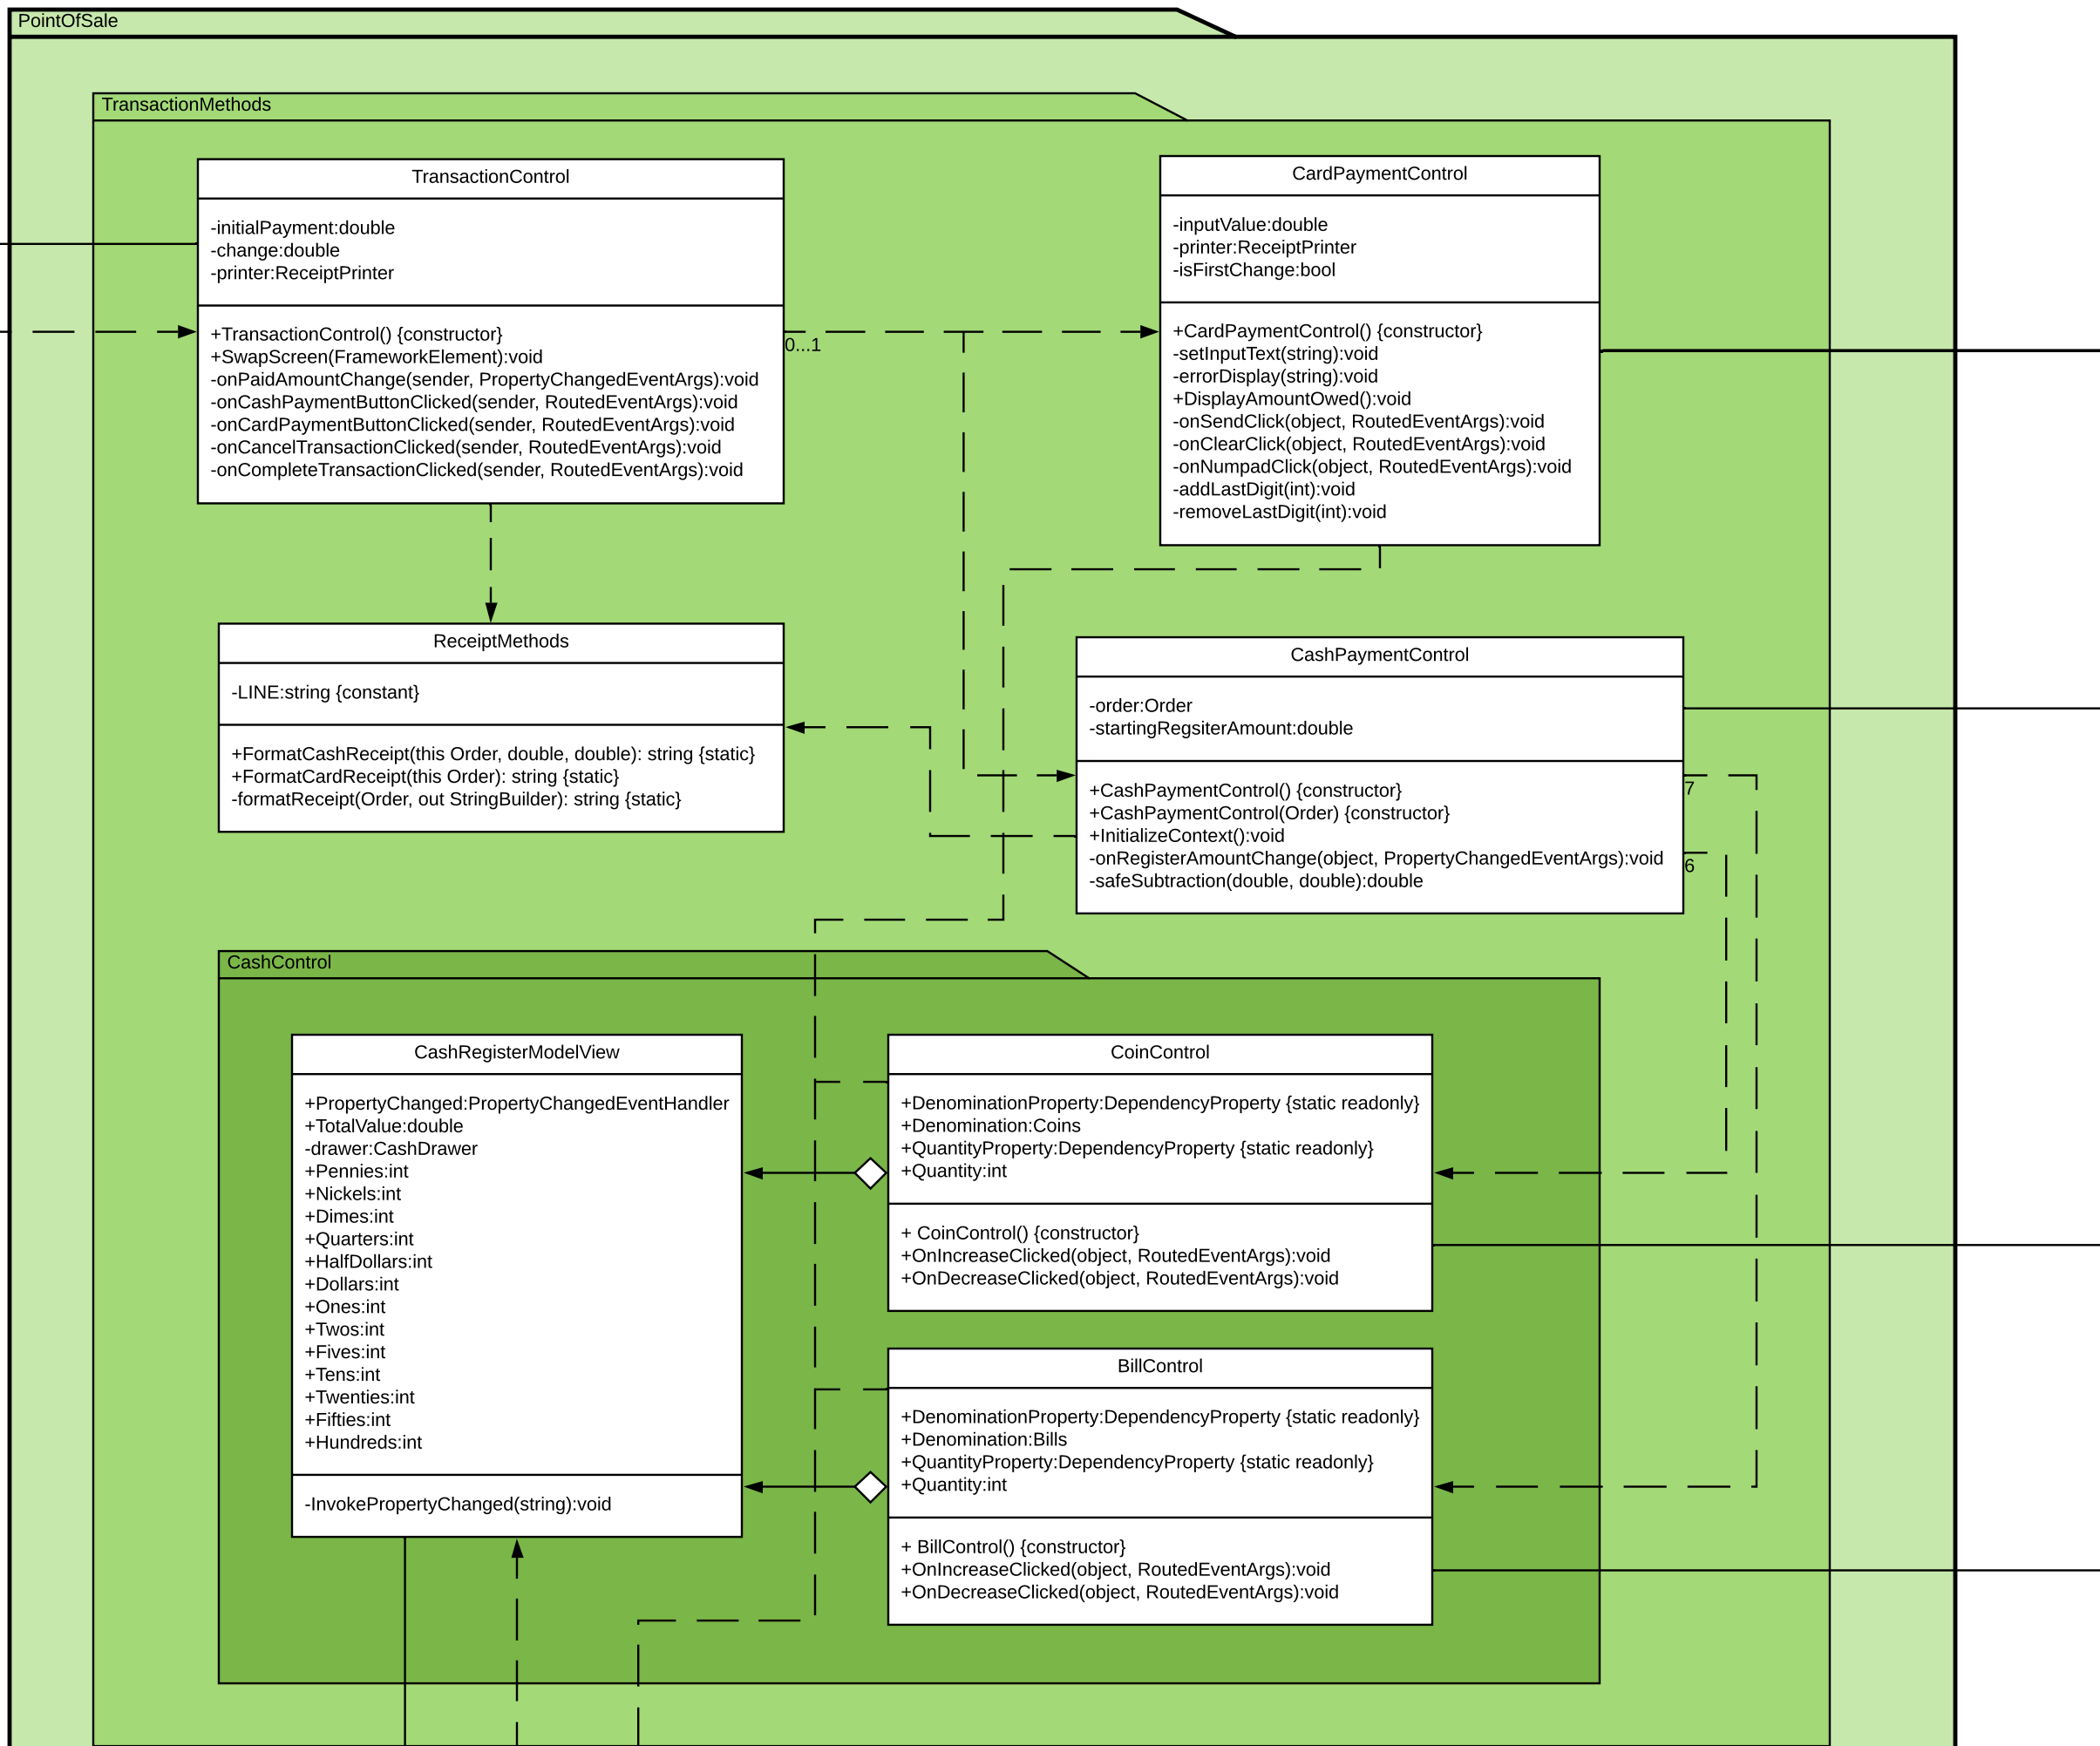 PointOfSale
TransactionMethods
TransactionControl
-initialPayment:double
-change:double
-printer:ReceiptPrinter
+TransactionControl() {constructor}
+SwapScreen(FrameworkElement):void
-onPaidAmountChange(sender, PropertyChangedEventArgs):void
-onCashPaymentButtonClicked(sender, RoutedEventArgs):void
-onCardPaymentButtonClicked(sender, RoutedEventArgs):void
-onCancelTransactionClicked(sender, RoutedEventArgs):void
-onCompleteTransactionClicked(sender, RoutedEventArgs):void
0...1
CardPaymentControl
-inputValue:double
-printer:ReceiptPrinter
-isFirstChange:bool
+CardPaymentControl() {constructor}
-setInputText(string):void
-errorDisplay(string):void
+DisplayAmountOwed():void
-onSendClick(object, RoutedEventArgs):void
-onClearClick(object, RoutedEventArgs):void
-onNumpadClick(object, RoutedEventArgs):void
-addLastDigit(int):void
-removeLastDigit(int):void
ReceiptMethods
-LINE:string {constant}
+FormatCashReceipt(this Order, double, double): string {static}
+FormatCardReceipt(this Order): string {static}
-formatReceipt(Order, out StringBuilder): string {static}
CashPaymentControl
-order:Order
-startingRegsiterAmount:double
+CashPaymentControl() {constructor}
+CashPaymentControl(Order) {constructor}
+InitializeContext():void
-onRegisterAmountChange(object, PropertyChangedEventArgs):void
-safeSubtraction(double, double):double
7
6
CashControl
CashRegisterModelView
+PropertyChanged:PropertyChangedEventHandler
+TotalValue:double
-drawer:CashDrawer
+Pennies:int
+Nickels:int
+Dimes:int
+Quarters:int
+HalfDollars:int
+Dollars:int
+Ones:int
+Twos:int
+Fives:int
+Tens:int
+Twenties:int
+Fifties:int
+Hundreds:int
-InvokePropertyChanged(string):void
CoinControl
+DenominationProperty:DependencyProperty {static readonly}
+Denomination:Coins
+QuantityProperty:DependencyProperty {static readonly}
+Quantity:int
+ CoinControl() {constructor}
+OnIncreaseClicked(object, RoutedEventArgs):void
+OnDecreaseClicked(object, RoutedEventArgs):void
BillControl
+DenominationProperty:DependencyProperty {static readonly}
+Denomination:Bills
+QuantityProperty:DependencyProperty {static readonly}
+Quantity:int
+ BillControl() {constructor}
+OnIncreaseClicked(object, RoutedEventArgs):void
+OnDecreaseClicked(object, RoutedEventArgs):void